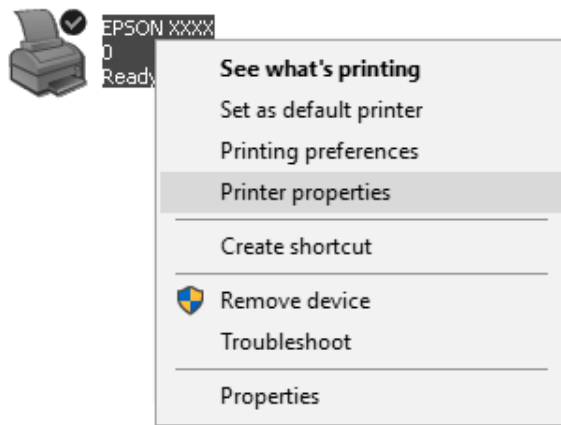 EPSON XXXX
0
Ready
See what's printing
Set as default printer
Printing preferences
Printer properties
Create shortcut
Remove device
Troubleshoot
Properties